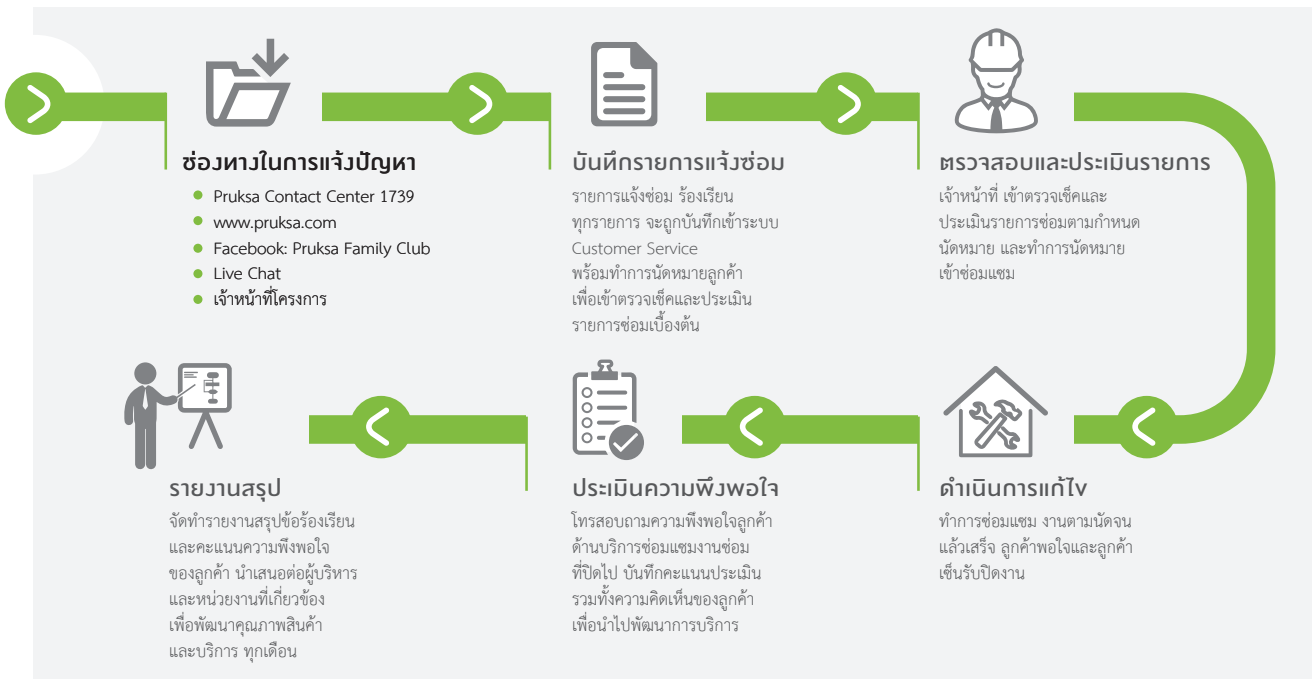 ช่องทางในการแจ้งปัญหา
Pruksa Contact Center 1739
www.pruksa.com
Facebook: Pruksa Family Club
Live Chat
เจ้าหน้าที่โครงการ
บันทึกรายการแจ้งซ่อม
รายการแจ้งซ่อม ร้องเรียน
ทุกรายการ จะถูกบันทึกเข้าระบบ
Customer Service
พร้อมทำการนัดหมายลูกค้า
เพื่อเข้าตรวจเช็คและประเมิน
รายการซ่อมเบื้องต้น
ตรวจสอบและประเมินรายการ
เจ้าหน้าที่ เข้าตรวจเช็คและ
ประเมินรายการซ่อมตามกำหนด
นัดหมาย และทำการนัดหมาย
เข้าซ่อมแซม
ดำเนินการแก้ไข
ทำการซ่อมแซม งานตามนัดจน
แล้วเสร็จ ลูกค้าพอใจและลูกค้า
เซ็นรับปิดงาน
ประเมินความพึงพอใจ
โทรสอบถามความพึงพอใจลูกค้า
ด้านบริการซ่อมแซมงานซ่อม
ที่ปิดไป บันทึกคะแนนประเมิน
รวมทั้งความคิดเห็นของลูกค้า
เพื่อนำไปพัฒนาการบริการ
รายงานสรุป
จัดทำรายงานสรุปข้อร้องเรียน
และคะแนนความพึงพอใจ
ของลูกค้า นำเสนอต่อผู้บริหาร
และหน่วยงานที่เกี่ยวข้อง
เพื่อพัฒนาคุณภาพสินค้า
และบริการ ทุกเดือน